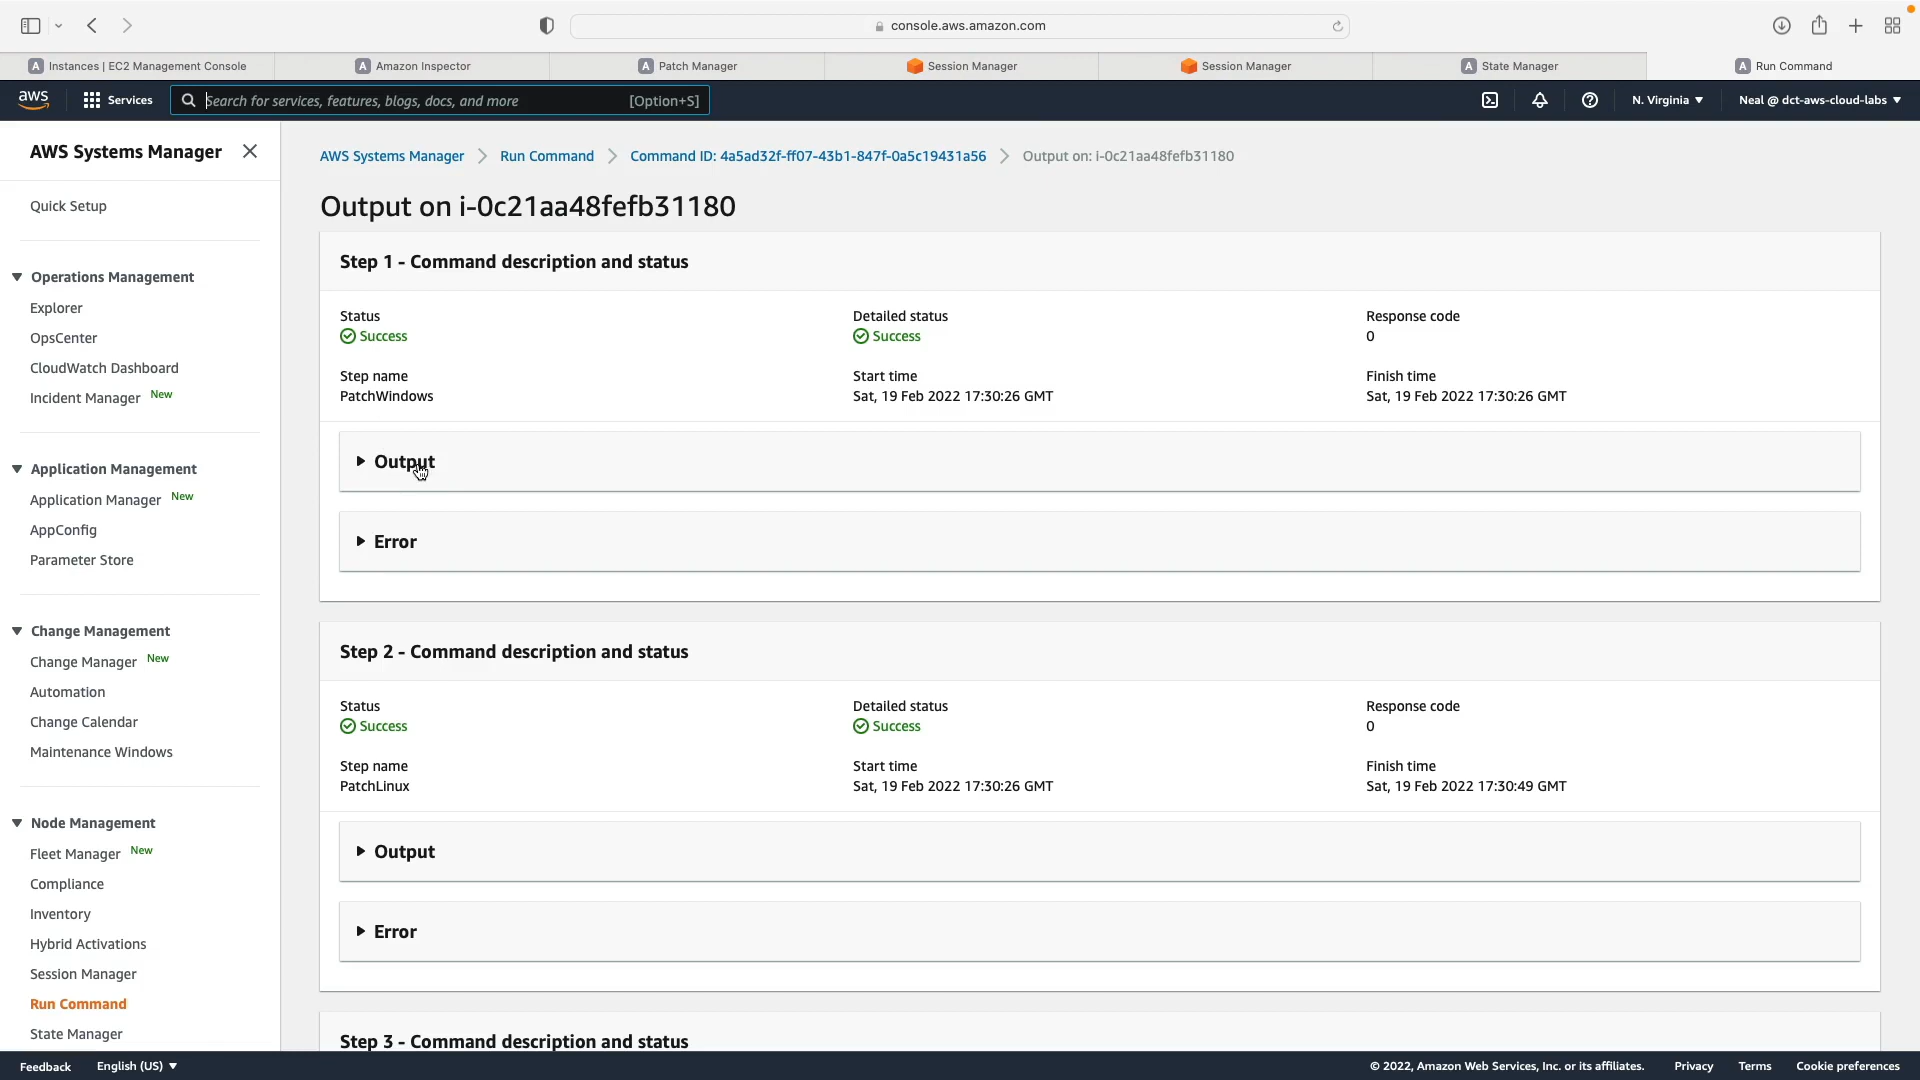 console.aws.amazon.com
Instances | EC2 Management Console
Amazon Inspector
Patch Manager
Session Manager
Session Manager
State Manager
Run Command
aws
Services
Search for services, features, blogs, docs, and more
[Option+S]
N. Virginia
Neal @ dct-aws-cloud-labs
AWS Systems Manager
Quick Setup
Operations Management
Explorer
OpsCenter
CloudWatch Dashboard
Incident Manager New
Application Management
Application Manager New
AppConfig
Parameter Store
Change Management
Change Manager New
Automation
Change Calendar
Maintenance Windows
Node Management
Fleet Manager New
Compliance
Inventory
Hybrid Activations
Session Manager
Run Command
State Manager
AWS Systems Manager
Run Command
Command ID: 4a5ad32f-ff07-43b1-847f-0a5c19431a56
Output on: i-0c21aa48fefb31180
Output on i-0c21aa48fefb31180
Step 1 - Command description and status
Status
Success
Detailed status
Success
Response code
0
Step name
PatchWindows
Start time
Sat, 19 Feb 2022 17:30:26 GMT
Finish time
Sat, 19 Feb 2022 17:30:26 GMT
Output
Error
Step 2 - Command description and status
Status
Success
Detailed status
Success
Response code
0
Step name
PatchLinux
Start time
Sat, 19 Feb 2022 17:30:26 GMT
Finish time
Sat, 19 Feb 2022 17:30:49 GMT
Output
Error
Step 3 - Command description and status
Feedback
English (US)
© 2022, Amazon Web Services, Inc. or its affiliates.
Privacy
Terms
Cookie preferences